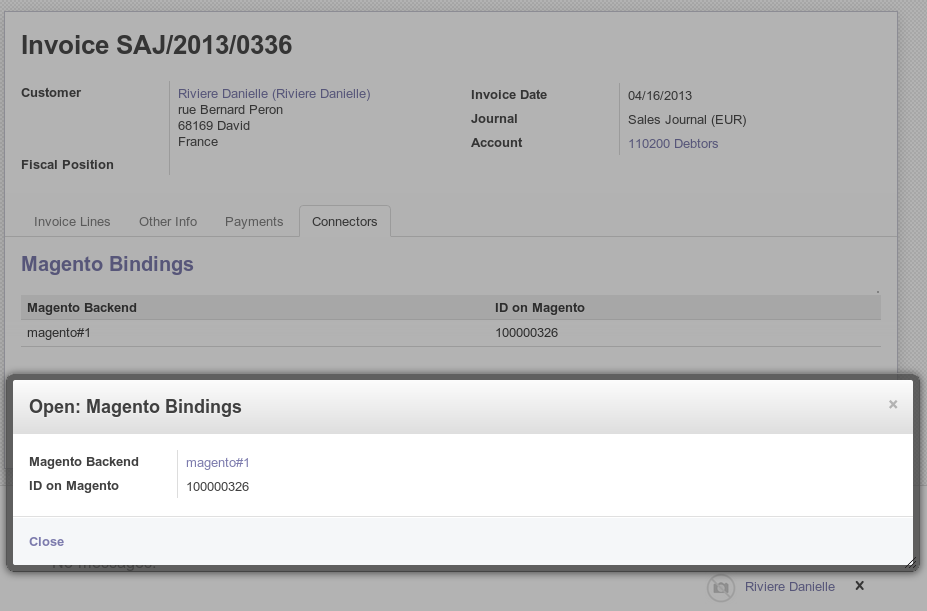 Invoice SAJ/2013/0336
Customer
Riviere Danielle (Riviere Danielle)
rue Bernard Peron
68169 David
France
Fiscal Position
Invoice Date 04/16/2013
Journal Sales Journal (EUR)
Account 110200 Debtors
Invoice Lines Other Info Payments Connectors
Magento Bindings
Magento Backend ID on Magento
magento#1 100000326
Open: Magento Bindings ×
Magento Backend magento#1
ID on Magento 100000326
Close
No messages.
Riviere Danielle X